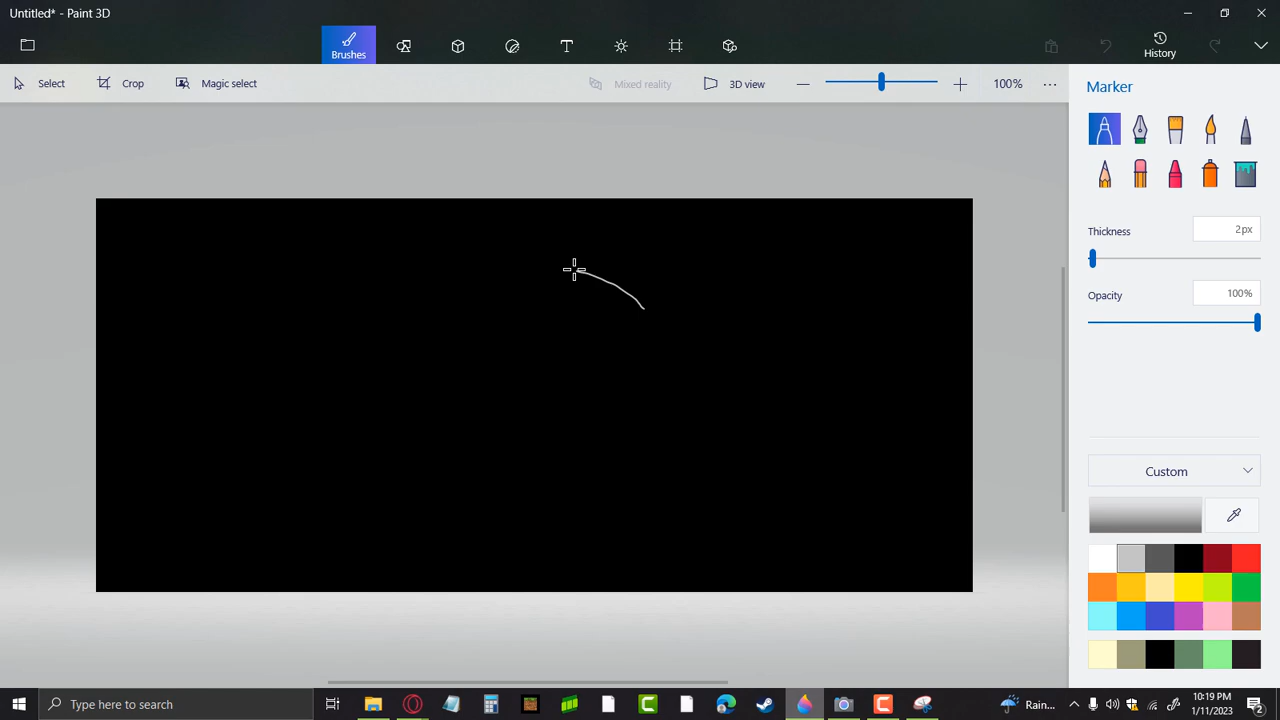 Untitled* - Paint 3D
Brushes
History
Select
Crop
Magic select
Mixed reality
3D view
100%
Marker
Thickness
2px
Opacity
100%
Custom
Type here to search
Rain...
10:19 PM
1/11/2023
2